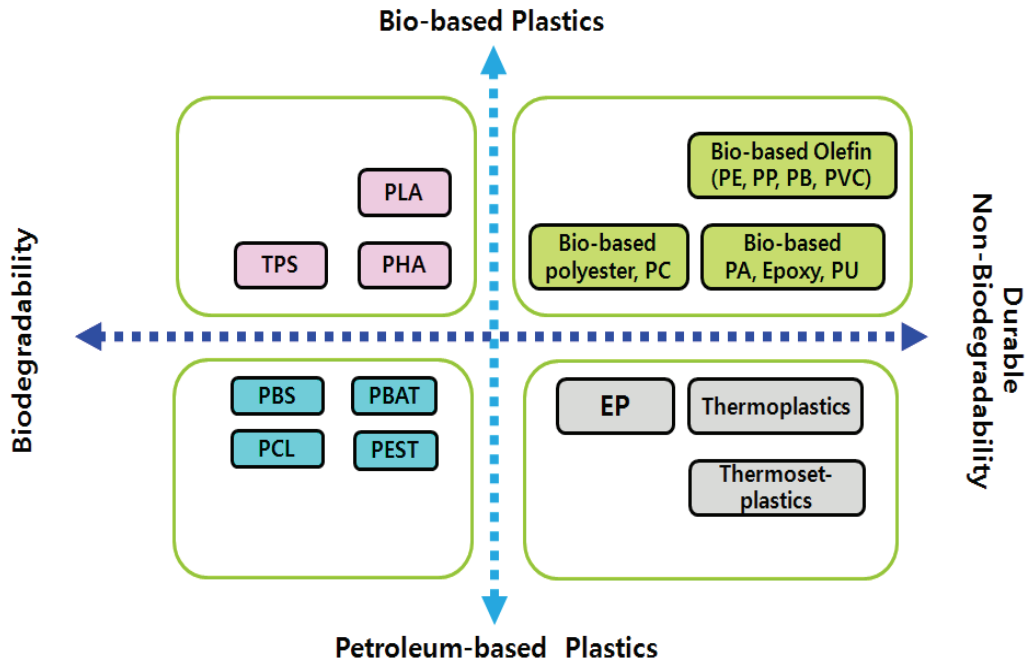 Bio-based Plastics
Bio-based Olefin
(PE, PP, PB, PVC)
PLA
TPS
PHA
Bio-based
polyester, PC
Bio-based
PA, Epoxy, PU
Biodegradability
Durable
Non-Biodegradability
PBS
PBAT
PCL
PEST
EP
Thermoplastics
Thermoset-
plastics
Petroleum-based Plastics